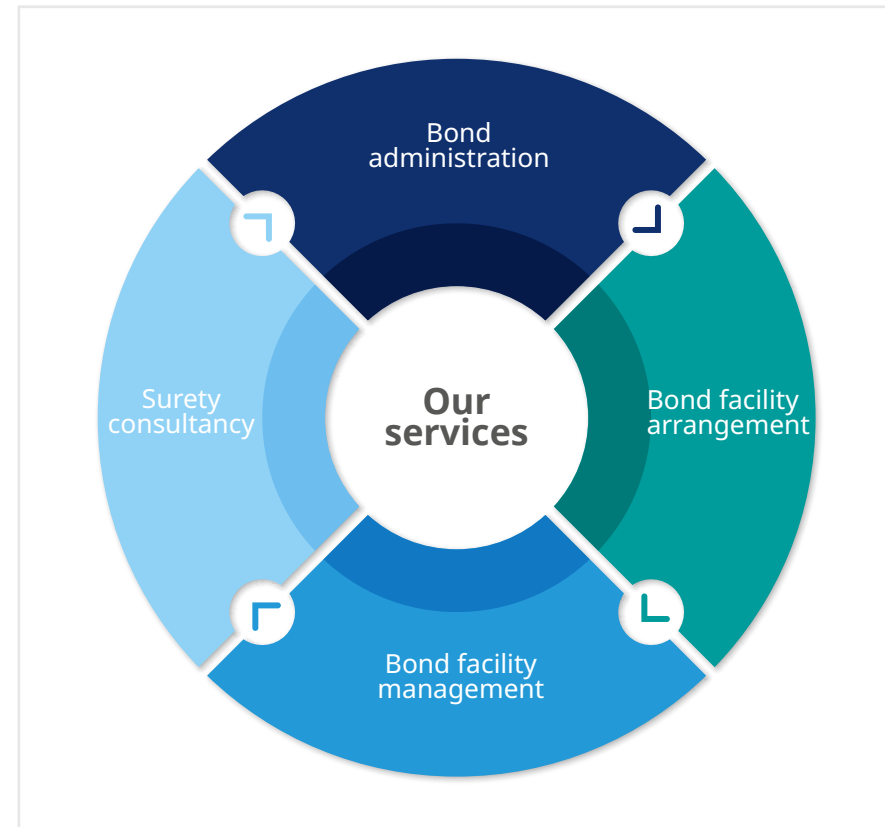 Bond
administration
Surety
consultancy
Our
services
Bond facility
arrangement
Bond facility
management